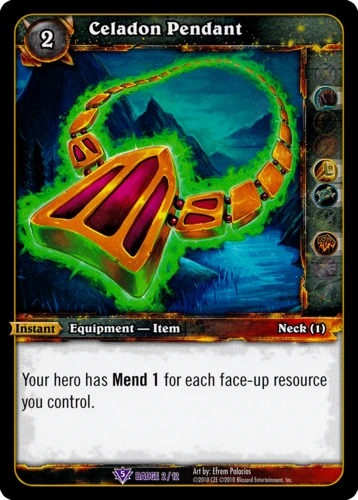 2
Celadon Pendant
Instant Equipment — Item Neck (1)
Your hero has Mend 1 for each face-up resource
you control.
5 BADGE 2/12
Art by: Efrem Palacios
©2010 CZE ©2010 Blizzard Entertainment, Inc.